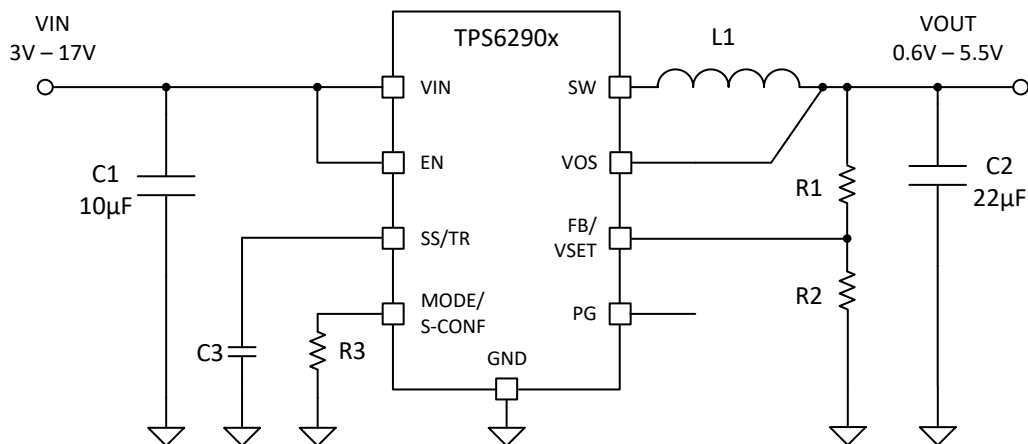 VIN
3V – 17V
TPS6290x
L1
VOUT
0.6V – 5.5V
VIN
SW
C1
10µF
EN
VOS
R1
C2
22µF
SS/TR
FB/
VSET
MODE/
S-CONF
R2
PG
C3
R3
GND